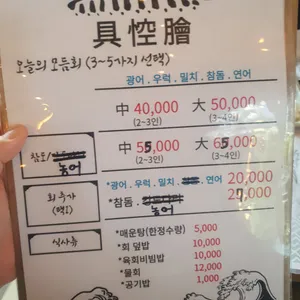 具悾膾
오늘의 모듬회 (3~5가지 선택)
광어 · 우럭 · 밀치 · 참돔 · 연어
中 40,000 大 50,000
(2~3인) (3~4인)
참돔/
농어
中 55,000 大 65,000
(2~3인) (3~4인)
회 추가
(택1)
*광어, 우럭, 밀치, 연어 20,000
*참돔, 27,000
농어
식사류
*매운탕(한정수량) 5,000
*회 덮밥 10,000
*육회비빔밥 10,000
*물회 12,000
*공기밥 1,000